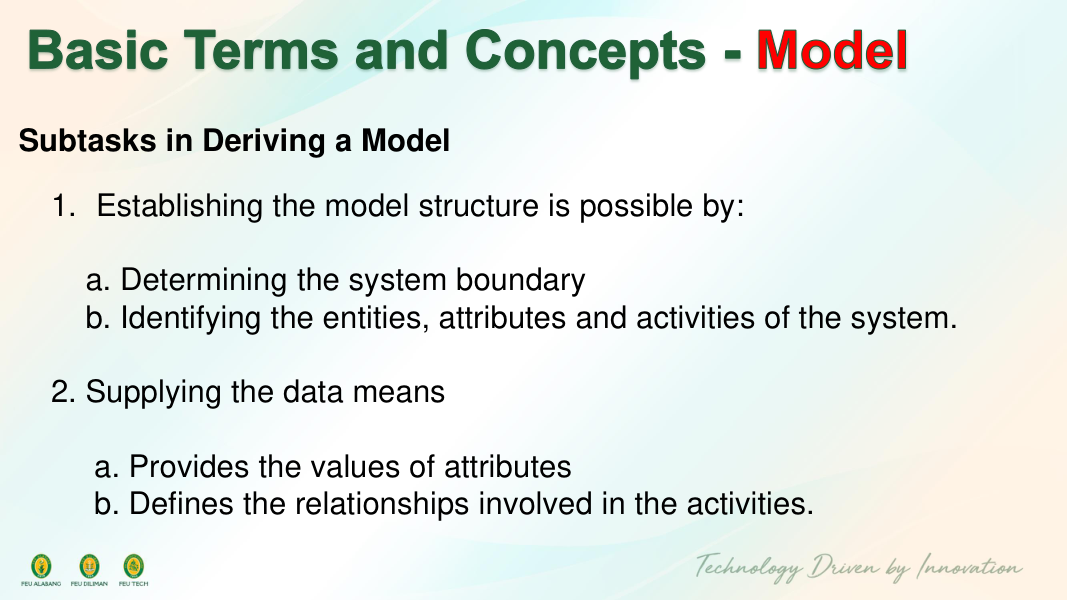 Basic Terms and Concepts - Model
Subtasks in Deriving a Model
1. Establishing the model structure is possible by:
a. Determining the system boundary
b. Identifying the entities, attributes and activities of the system.
2. Supplying the data means
a. Provides the values of attributes
b. Defines the relationships involved in the activities.
FEU ALABANG FEU DILIMAN FEU TECH
Technology Driven by Innovation